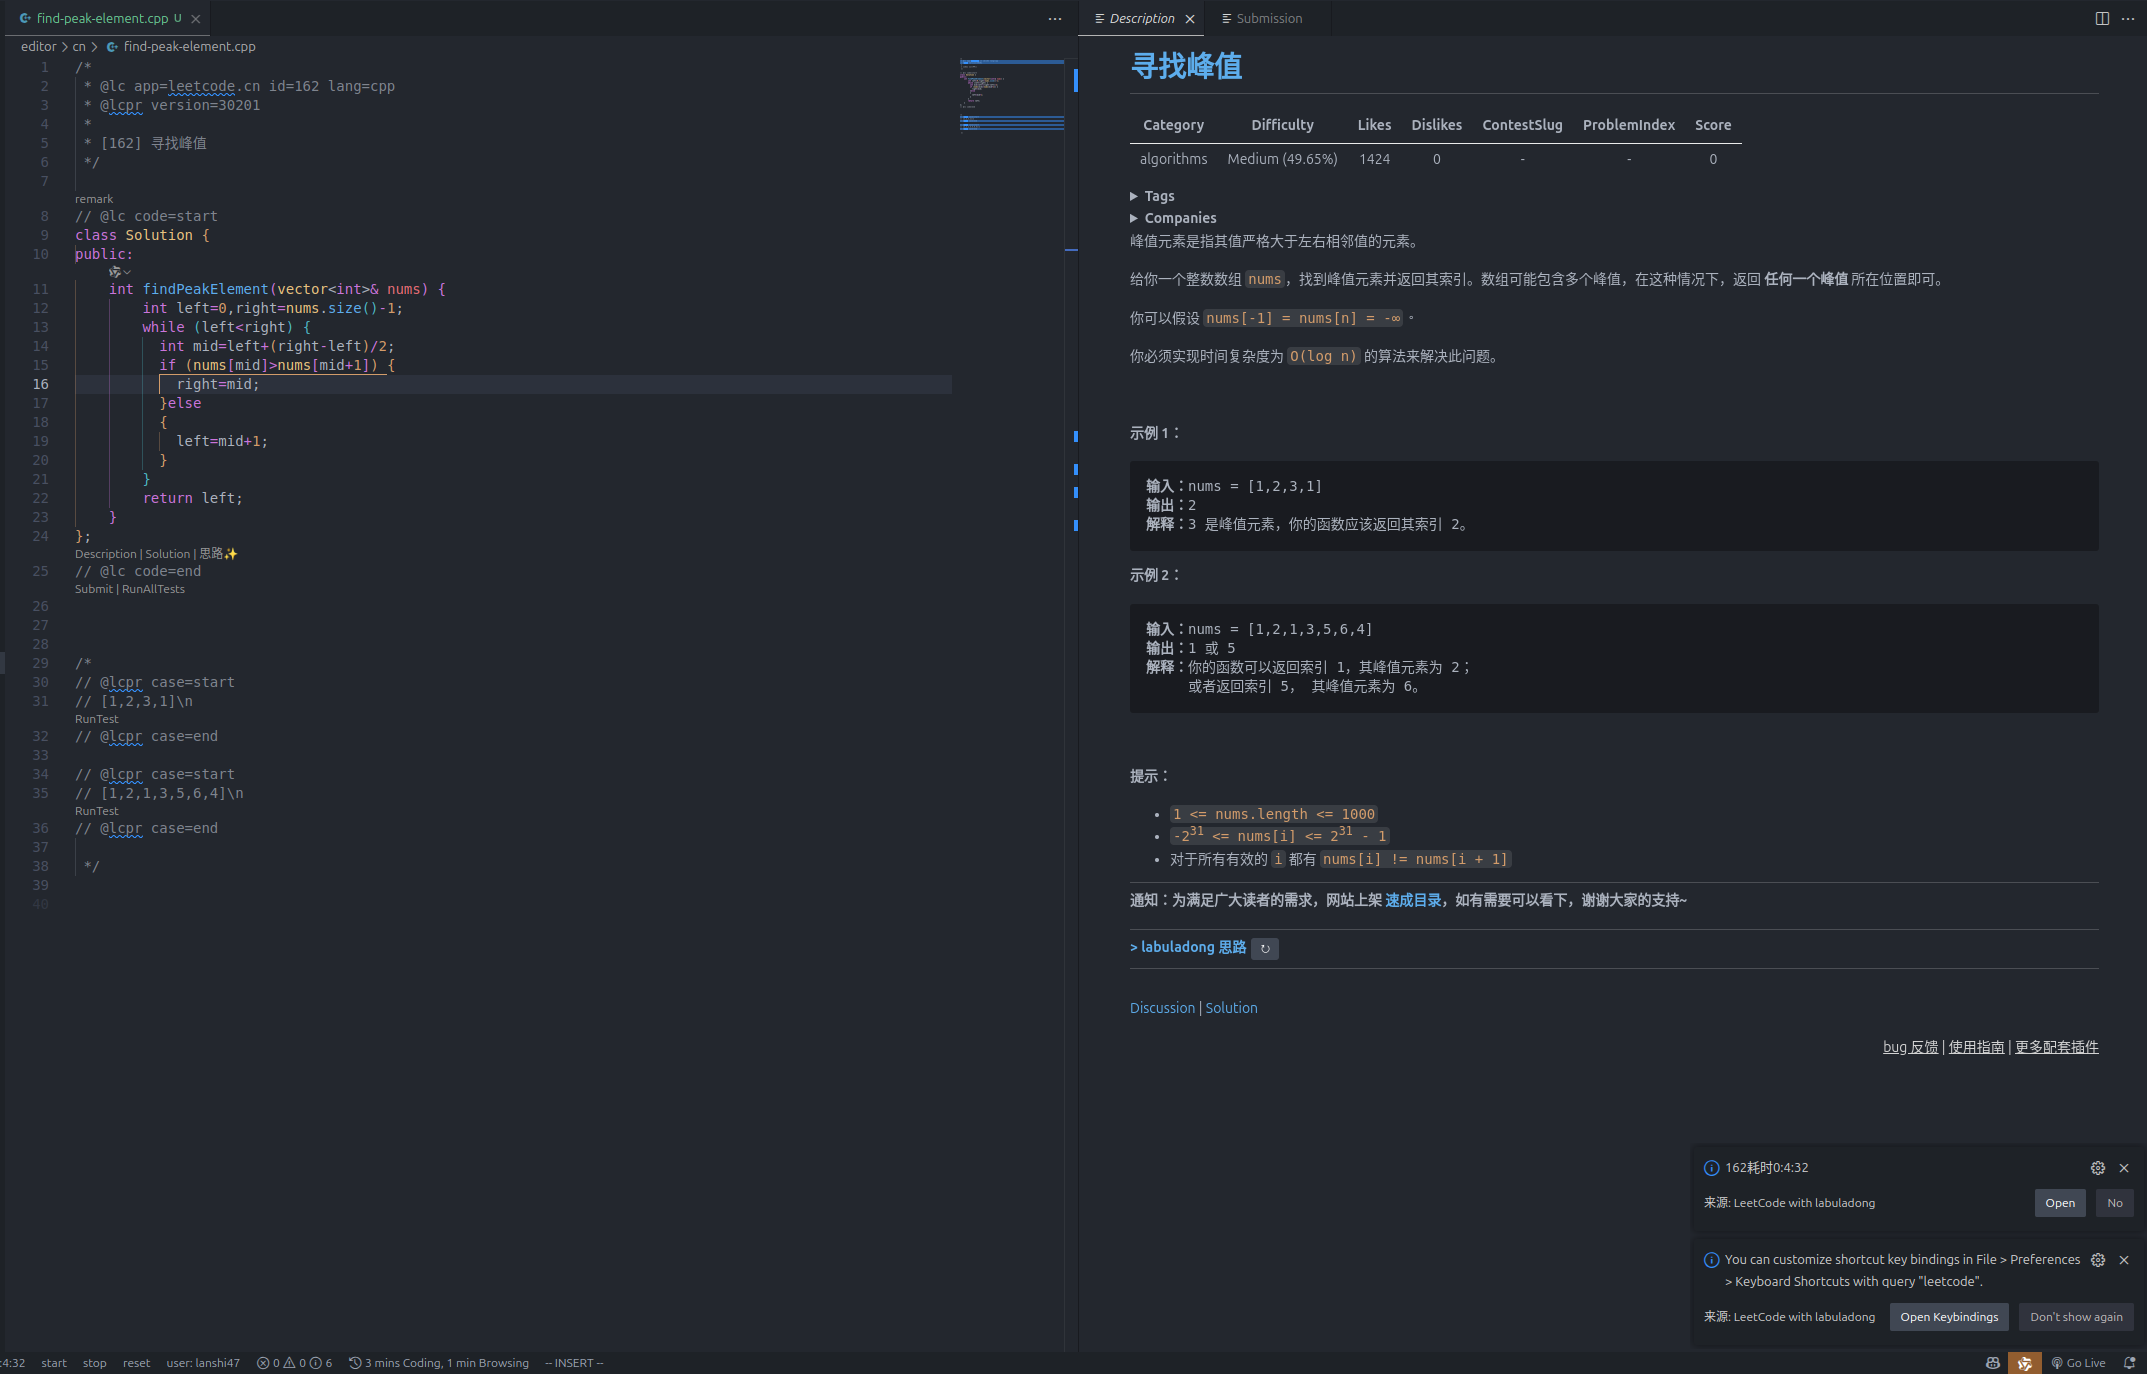 find-peak-element.cpp U
editor > cn > find-peak-element.cpp
1 /*
2 * @lc app=leetcode.cn id=162 lang=cpp
3 * @lcpr version=30201
4 *
5 * [162] 寻找峰值
6 */
7
remark
8 // @lc code=start
9 class Solution {
10 public:
11 int findPeakElement(vector<int>& nums) {
12 int left=0,right=nums.size()-1;
13 while (left<right) {
14 int mid=left+(right-left)/2;
15 if (nums[mid]>nums[mid+1]) {
16 right=mid;
17 }else
18 {
19 left=mid+1;
20 }
21 }
22 return left;
23 }
24 };
Description | Solution | 思路✨
25 // @lc code=end
Submit | RunAllTests
26
27
28
29 /*
30 // @lcpr case=start
31 // [1,2,3,1]\n
RunTest
32 // @lcpr case=end
33
34 // @lcpr case=start
35 // [1,2,1,3,5,6,4]\n
RunTest
36 // @lcpr case=end
37
38 */
39
40
Description
Submission
寻找峰值
Category Difficulty Likes Dislikes ContestSlug ProblemIndex Score
algorithms Medium (49.65%) 1424 0 - - 0
▶ Tags
▶ Companies
峰值元素是指其值严格大于左右相邻值的元素。
给你一个整数数组 nums，找到峰值元素并返回其索引。数组可能包含多个峰值，在这种情况下，返回 任何一个峰值 所在位置即可。
你可以假设 nums[-1] = nums[n] = -∞ 。
你必须实现时间复杂度为 O(log n) 的算法来解决此问题。
示例 1：
输入：nums = [1,2,3,1]
输出：2
解释：3 是峰值元素，你的函数应该返回其索引 2。
示例 2：
输入：nums = [1,2,1,3,5,6,4]
输出：1 或 5
解释：你的函数可以返回索引 1，其峰值元素为 2；
或者返回索引 5， 其峰值元素为 6。
提示：
• 1 <= nums.length <= 1000
• -2^31 <= nums[i] <= 2^31 - 1
• 对于所有有效的 i 都有 nums[i] != nums[i + 1]
通知：为满足广大读者的需求，网站上架 速成目录，如有需要可以看下，谢谢大家的支持~
> labuladong 思路 ↻
Discussion | Solution
bug 反馈 | 使用指南 | 更多配套插件
162耗时0:4:32
来源: LeetCode with labuladong Open No
You can customize shortcut key bindings in File > Preferences
> Keyboard Shortcuts with query "leetcode".
来源: LeetCode with labuladong Open Keybindings Don't show again
:4:32 start stop reset user: lanshi47 0 0 6 3 mins Coding, 1 min Browsing -- INSERT -- Go Live